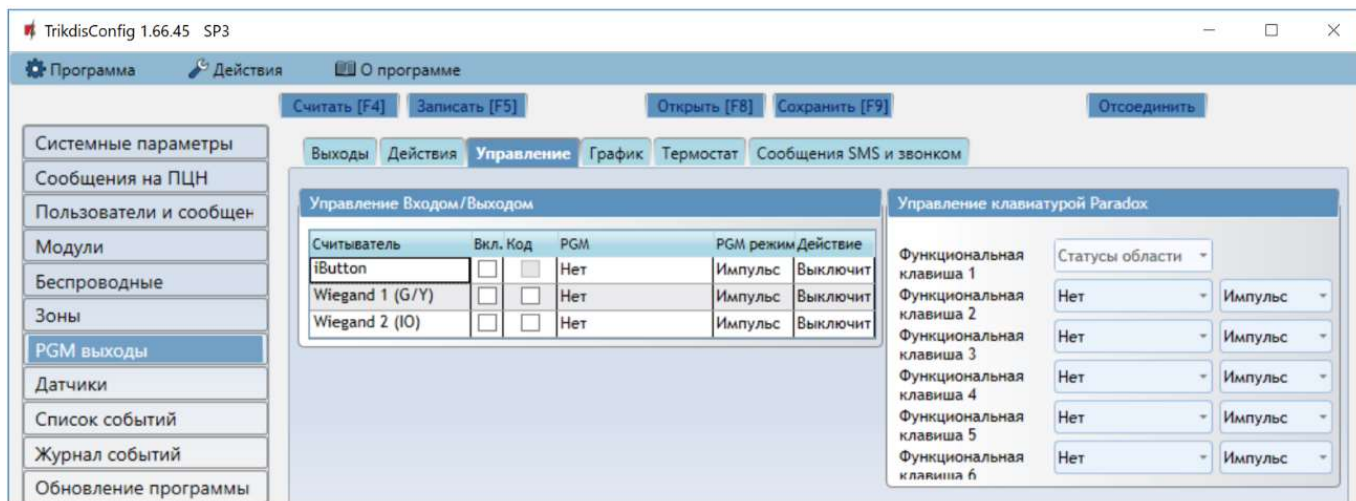 TrikdisConfig 1.66.45 SP3
Программа Действия О программе
Считать [F4] Записать [F5] Открыть [F8] Сохранить [F9] Отсоединить
Системные параметры
Сообщения на ПЦН
Пользователи и сообщен
Модули
Беспроводные
Зоны
PGM выходы
Датчики
Список событий
Журнал событий
Обновление программы
Выходы Действия Управление График Термостат Сообщения SMS и звонком
Управление Входом/Выходом
Считыватель Вкл. Код PGM PGM режим Действие
iButton Нет Импульс Выключит
Wiegand 1 (G/Y) Нет Импульс Выключит
Wiegand 2 (IO) Нет Импульс Выключит
Управление клавиатурой Paradox
Функциональная
клавиша 1
Статусы области
Функциональная
клавиша 2
Нет Импульс
Функциональная
клавиша 3
Нет Импульс
Функциональная
клавиша 4
Нет Импульс
Функциональная
клавиша 5
Нет Импульс
Функциональная
клавиша 6
Нет Импульс